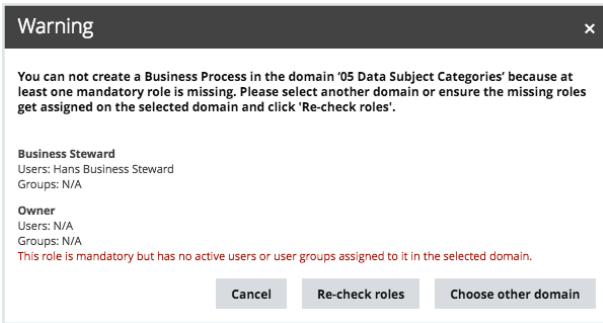 Warning
×
You can not create a Business Process in the domain ‘05 Data Subject Categories’ because at
least one mandatory role is missing. Please select another domain or ensure the missing roles
get assigned on the selected domain and click 'Re-check roles'.
Business Steward
Users: Hans Business Steward
Groups: N/A
Owner
Users: N/A
Groups: N/A
This role is mandatory but has no active users or user groups assigned to it in the selected domain.
Cancel Re-check roles Choose other domain